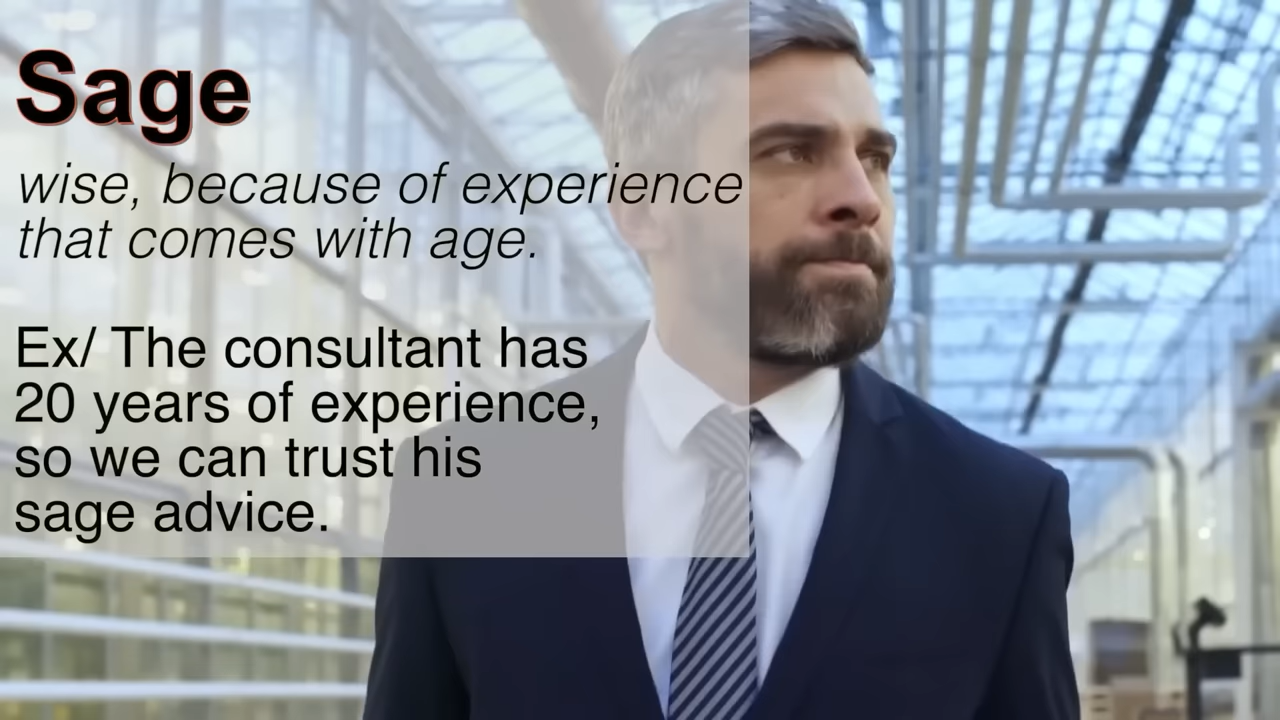 Sage
wise, because of experience
that comes with age.
Ex/ The consultant has
20 years of experience,
so we can trust his
sage advice.